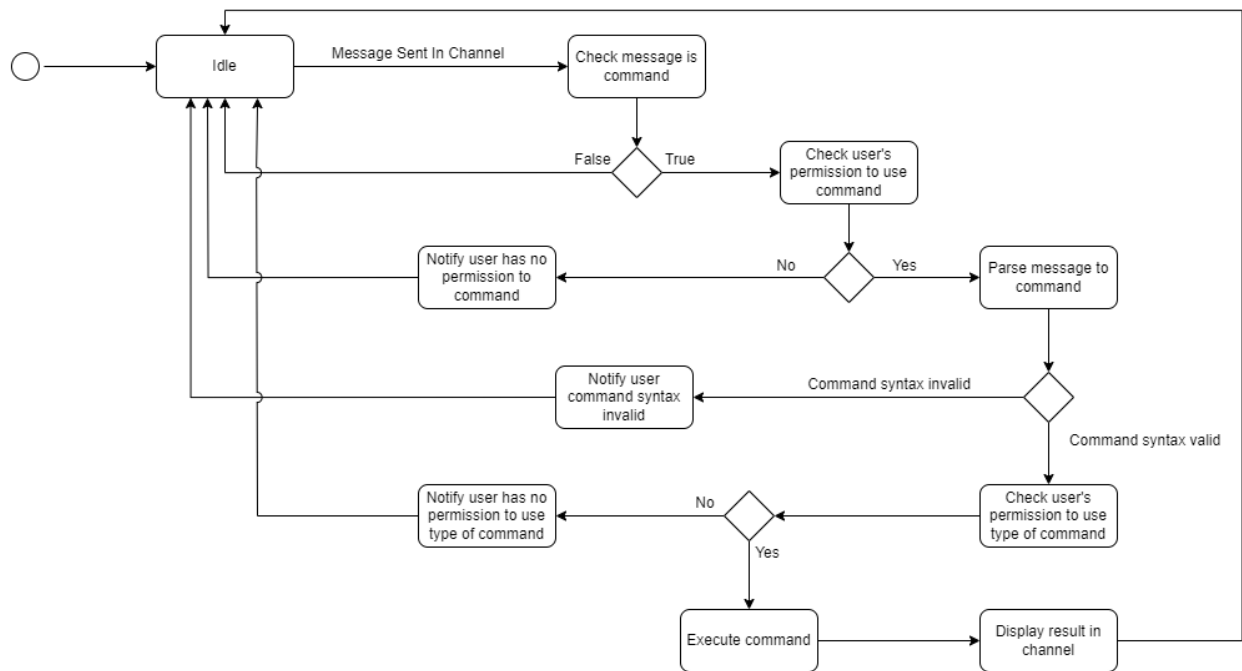 Idle
Message Sent In Channel
Check message is
command
False
True
Check user's
permission to use
command
Notify user has no
permission to
command
No
Yes
Parse message to
command
Notify user
command syntax
invalid
Command syntax invalid
Command syntax valid
Notify user has no
permission to use
type of command
No
Yes
Check user's
permission to use
type of command
Execute command
Display result in
channel